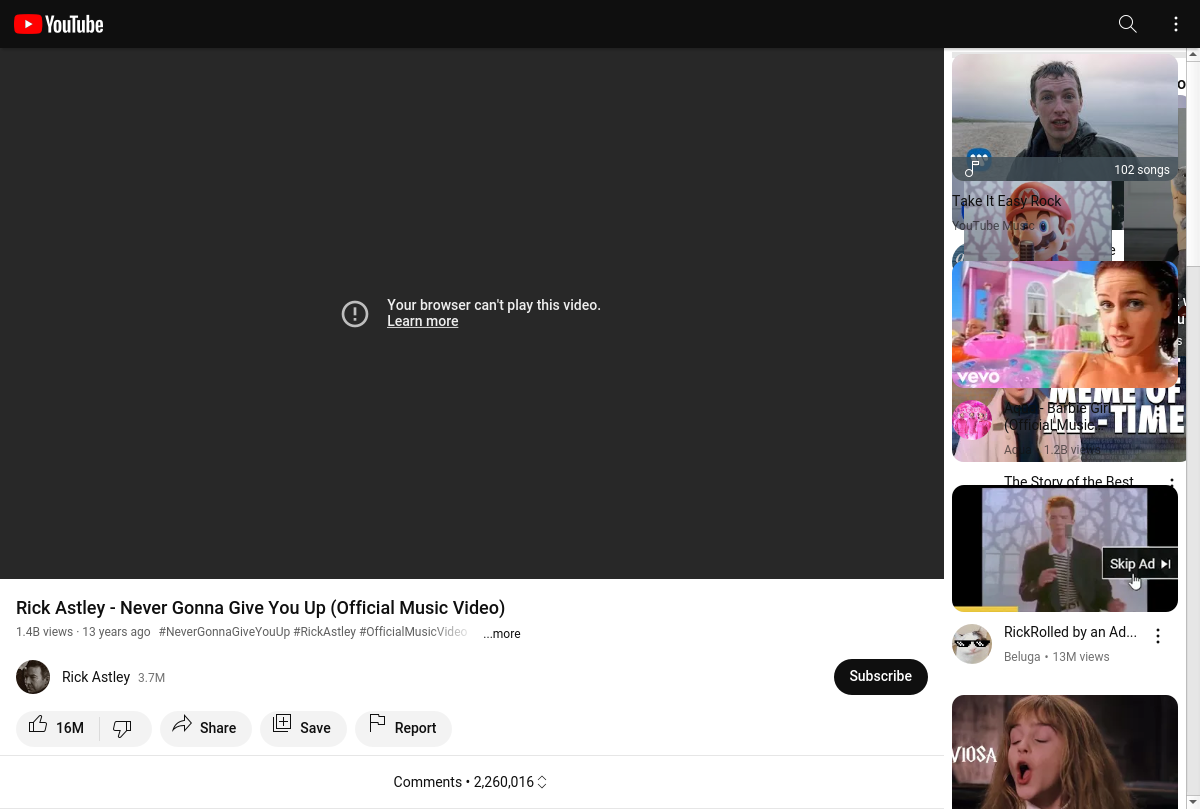 YouTube
Your browser can't play this video.
Learn more
Rick Astley - Never Gonna Give You Up (Official Music Video)
1.4B views · 13 years ago #NeverGonnaGiveYouUp #RickAstley #OfficialMusicVideo
...more
Rick Astley 3.7M
Subscribe
16M
Share
Save
Report
Comments • 2,260,016
102 songs
Take It Easy Rock
YouTube Music
vevo
MEME OF
ALL-TIME
Aqua - Barbie Girl
(Official Music
1.2B views
The Story of the Best
Skip Ad
RickRolled by an Ad...
Beluga • 13M views
VIOSA